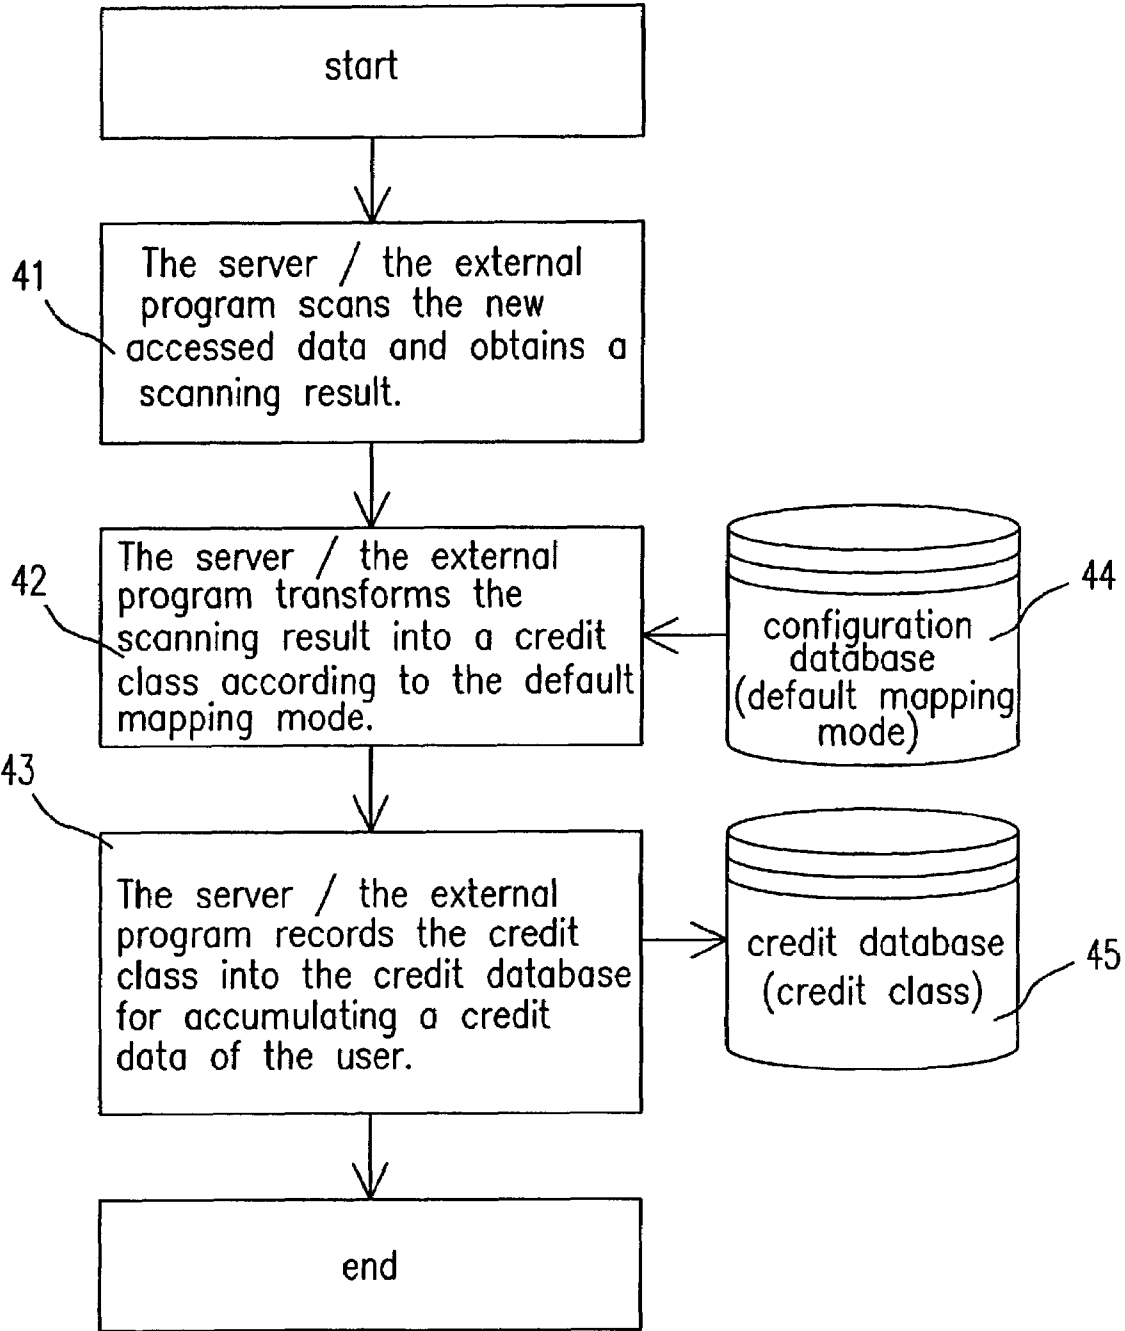 start
41
The server / the external
program scans the new
accessed data and obtains a
scanning result.
42
The server / the external
program transforms the
scanning result into a credit
class according to the default
mapping mode.
44
configuration
database
(default mapping
mode)
43
The server / the external
program records the credit
class into the credit database
for accumulating a credit
data of the user.
credit database
(credit class)
45
end